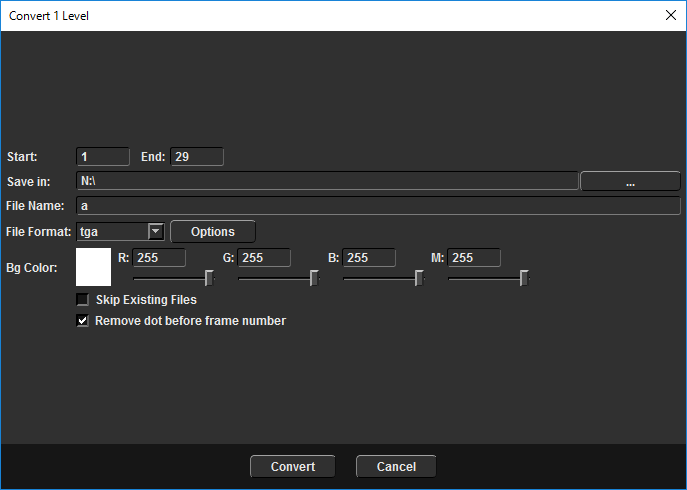 Convert 1 Level
Start: 1 End: 29
Save in: N:\ ...
File Name: a
File Format: tga Options
Bg Color: R: 255 G: 255 B: 255 M: 255
Skip Existing Files
Remove dot before frame number
Convert Cancel